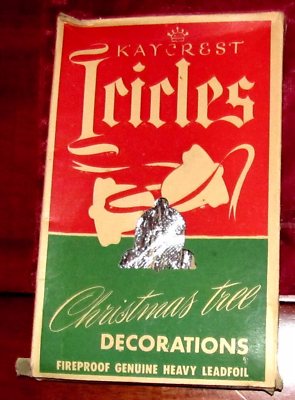 KAYCREST
Icicles
Christmas tree
DECORATIONS
FIREPROOF GENUINE HEAVY LEADFOIL